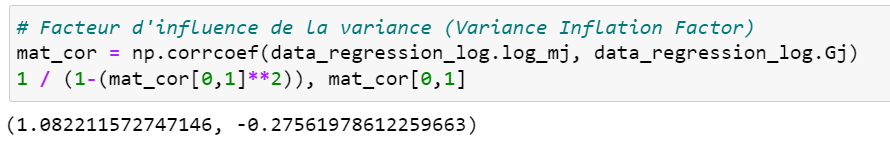 # Facteur d'influence de la variance (Variance Inflation Factor)
mat_cor = np.corrcoef(data_regression_log.log_mj, data_regression_log.Gj)
1 / (1-(mat_cor[0,1]**2)), mat_cor[0,1]
(1.082211572747146, -0.27561978612259663)